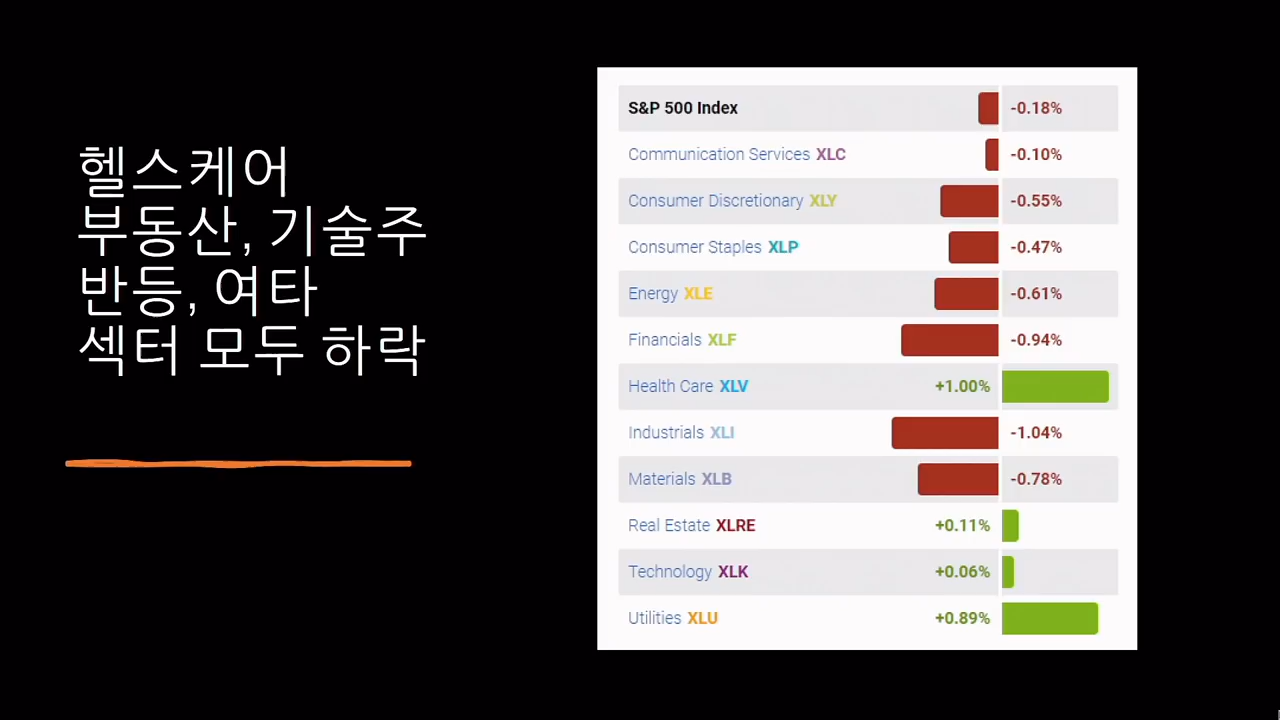 헬스케어
부동산, 기술주
반등, 여타
섹터 모두 하락
S&P 500 Index -0.18%
Communication Services XLC -0.10%
Consumer Discretionary XLY -0.55%
Consumer Staples XLP -0.47%
Energy XLE -0.61%
Financials XLF -0.94%
Health Care XLV +1.00%
Industrials XLI -1.04%
Materials XLB -0.78%
Real Estate XLRE +0.11%
Technology XLK +0.06%
Utilities XLU +0.89%